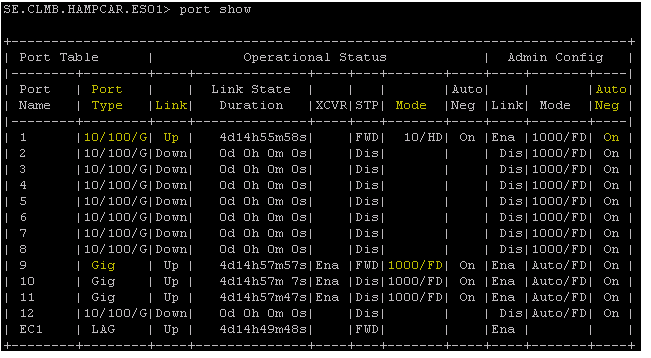 SE.CLMB.HAMPCAR.ES01> port show
+-----------------------------------------------------------------------------+
| Port Table | Operational Status | Admin Config |
+--------+--------+----+--------------+----+---+-------+----+----+-------+----+
| Port | Port | | Link State | | | |Auto| | |Auto|
| Name | Type |Link| Duration |XCVR|STP| Mode |Neg |Link| Mode |Neg |
+--------+--------+----+--------------+----+---+-------+----+----+-------+----+
| 1 |10/100/G| Up | 4d14h55m58s| |FWD| 10/HD| On |Ena |1000/FD| On |
| 2 |10/100/G|Down| 0d 0h 0m 0s| |Dis| | | Dis|1000/FD| On |
| 3 |10/100/G|Down| 0d 0h 0m 0s| |Dis| | | Dis|1000/FD| On |
| 4 |10/100/G|Down| 0d 0h 0m 0s| |Dis| | | Dis|1000/FD| On |
| 5 |10/100/G|Down| 0d 0h 0m 0s| |Dis| | | Dis|1000/FD| On |
| 6 |10/100/G|Down| 0d 0h 0m 0s| |Dis| | | Dis|1000/FD| On |
| 7 |10/100/G|Down| 0d 0h 0m 0s| |Dis| | | Dis|1000/FD| On |
| 8 |10/100/G|Down| 0d 0h 0m 0s| |Dis| | | Dis|1000/FD| On |
| 9 | Gig | Up | 4d14h57m57s|Ena |FWD|1000/FD| On |Ena |Auto/FD| On |
| 10 | Gig | Up | 4d14h57m 7s|Ena |Dis|1000/FD| On |Ena |Auto/FD| On |
| 11 | Gig | Up | 4d14h57m47s|Ena |Dis|1000/FD| On |Ena |Auto/FD| On |
| 12 |10/100/G|Down| 0d 0h 0m 0s| |Dis| | | Dis|Auto/FD| On |
| EC1 | LAG | Up | 4d14h49m48s| |FWD| | |Ena | | |
+--------+--------+----+--------------+----+---+-------+----+----+-------+----+